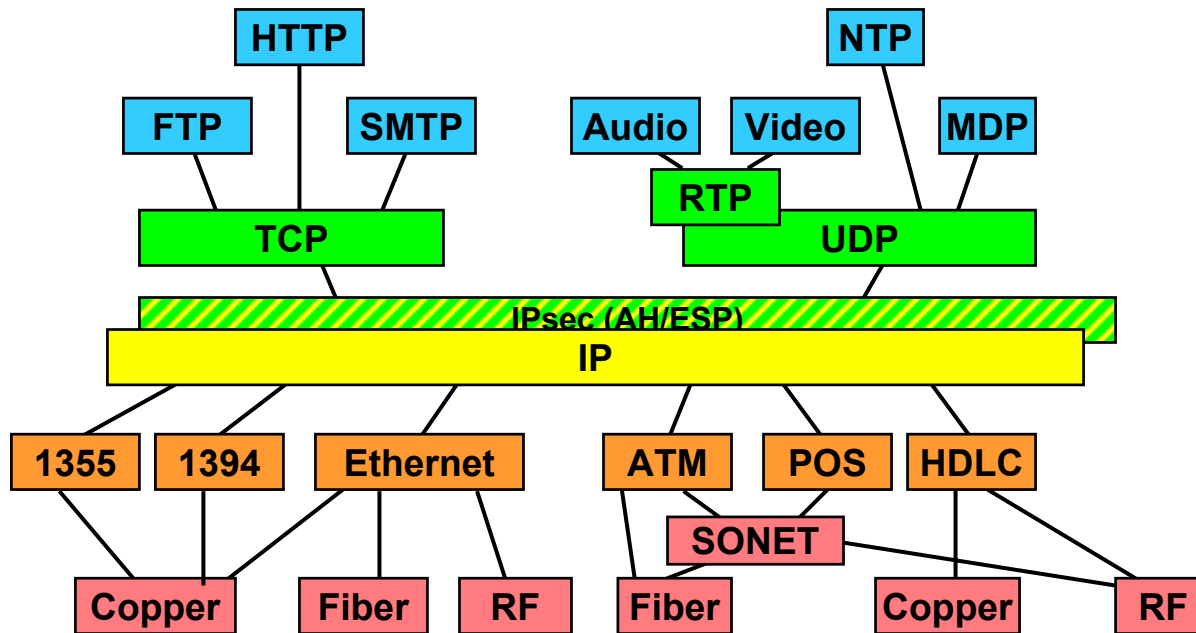 HTTP
NTP
FTP
SMTP
Audio
Video
MDP
RTP
TCP
UDP
IPsec (AH/ESP)
IP
1355
1394
Ethernet
ATM
POS
HDLC
SONET
Copper
Fiber
RF
Fiber
Copper
RF